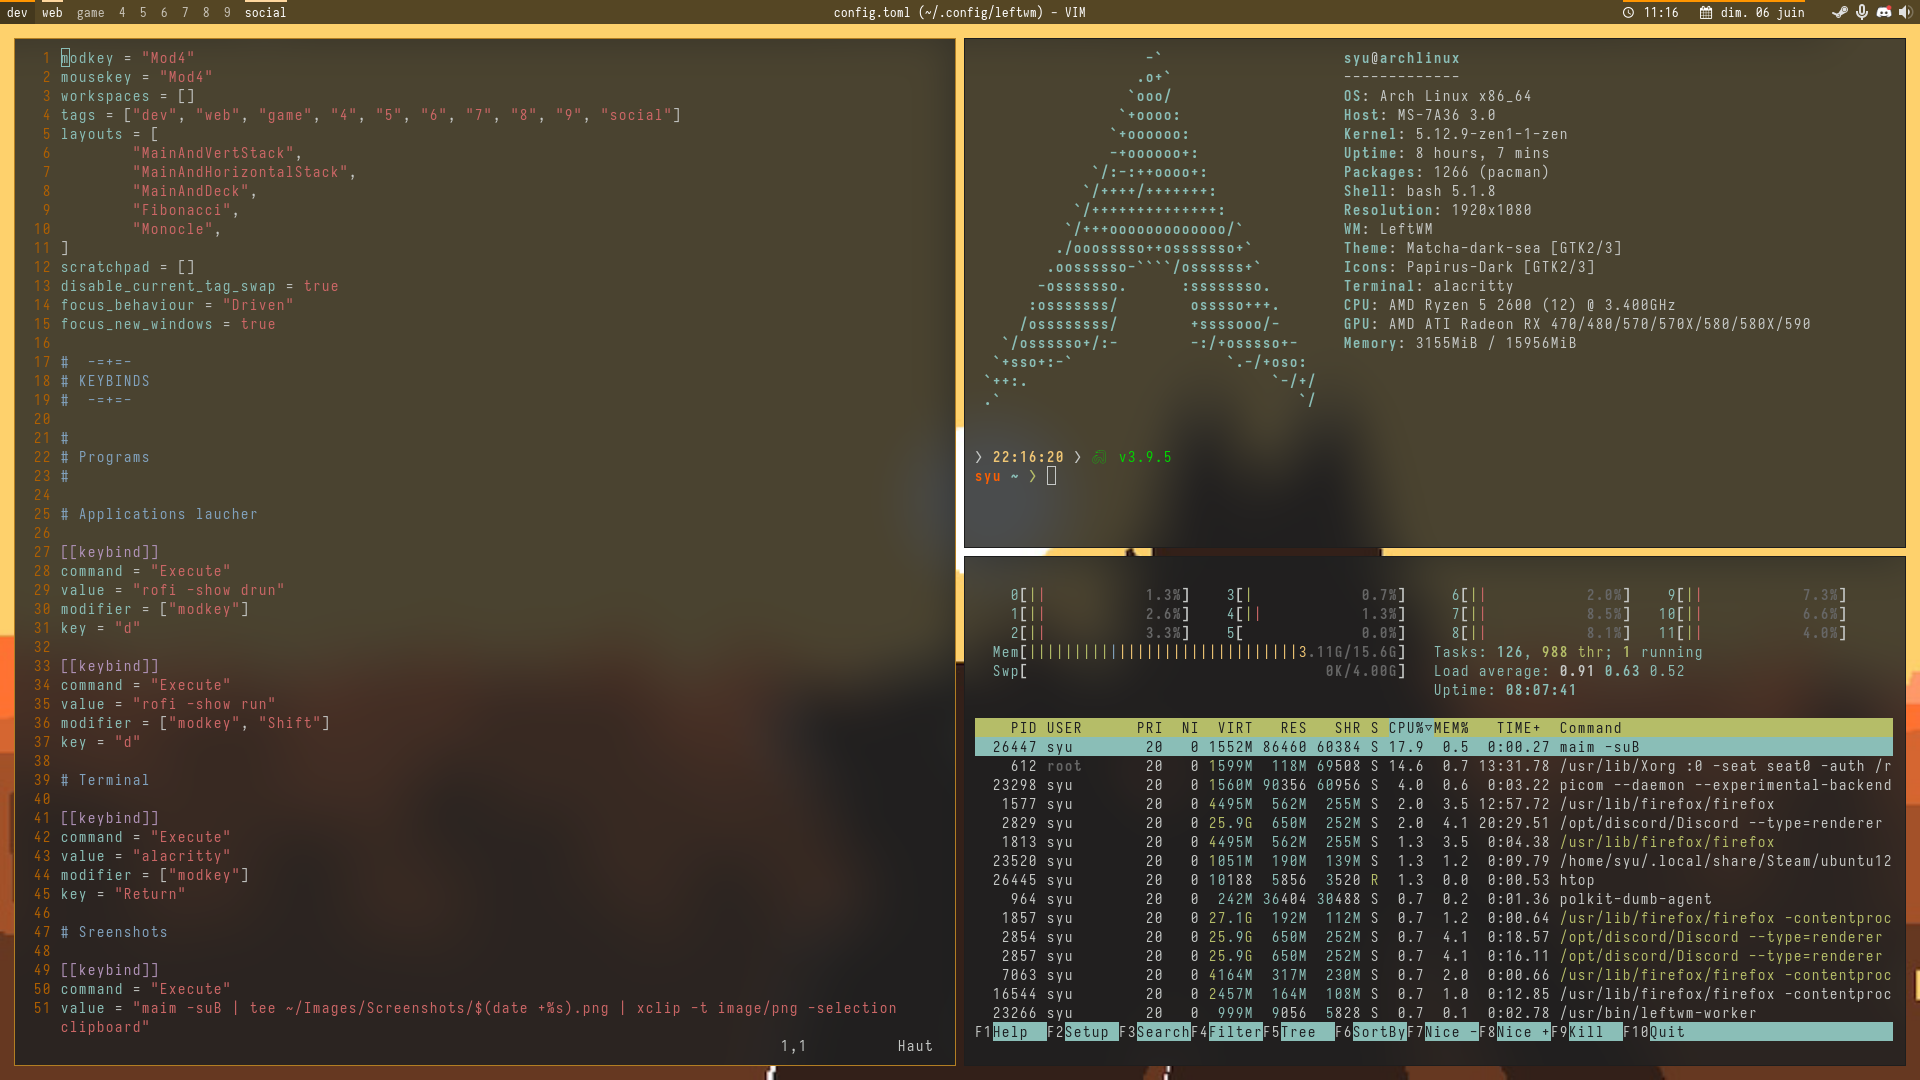 dev web game 4 5 6 7 8 9 social
config.toml (~/.config/leftwm) - VIM
11:16 dim. 06 juin
1 modkey = "Mod4"
2 mousekey = "Mod4"
3 workspaces = []
4 tags = ["dev", "web", "game", "4", "5", "6", "7", "8", "9", "social"]
5 layouts = [
6 "MainAndVertStack",
7 "MainAndHorizontalStack",
8 "MainAndDeck",
9 "Fibonacci",
10 "Monocle",
11 ]
12 scratchpad = []
13 disable_current_tag_swap = true
14 focus_behaviour = "Driven"
15 focus_new_windows = true
16
17 #  -=+=-
18 # KEYBINDS
19 #  -=+=-
20
21 #
22 # Programs
23 #
24
25 # Applications laucher
26
27 [[keybind]]
28 command = "Execute"
29 value = "rofi -show drun"
30 modifier = ["modkey"]
31 key = "d"
32
33 [[keybind]]
34 command = "Execute"
35 value = "rofi -show run"
36 modifier = ["modkey", "Shift"]
37 key = "d"
38
39 # Terminal
40
41 [[keybind]]
42 command = "Execute"
43 value = "alacritty"
44 modifier = ["modkey"]
45 key = "Return"
46
47 # Sreenshots
48
49 [[keybind]]
50 command = "Execute"
51 value = "maim -suB | tee ~/Images/Screenshots/$(date +%s).png | xclip -t image/png -selection
clipboard"
1,1 Haut
-`
.o+`
`ooo/
`+oooo:
`+oooooo:
-+oooooo+:
`/:-:++oooo+:
`/++++/+++++++:
`/++++++++++++++:
`/+++ooooooooooooo/`
./ooosssso++osssssso+`
.oossssso-````/ossssss+`
-osssssso.      :ssssssso.
:osssssss/        osssso+++.
/ossssssss/        +ssssooo/-
`/ossssso+/:-        -:/+osssso+-
`+sso+:-`                 `.-/+oso:
`++:.                           `-/+/
.`                                 `/
syu@archlinux
-------------
OS: Arch Linux x86_64
Host: MS-7A36 3.0
Kernel: 5.12.9-zen1-1-zen
Uptime: 8 hours, 7 mins
Packages: 1266 (pacman)
Shell: bash 5.1.8
Resolution: 1920x1080
WM: LeftWM
Theme: Matcha-dark-sea [GTK2/3]
Icons: Papirus-Dark [GTK2/3]
Terminal: alacritty
CPU: AMD Ryzen 5 2600 (12) @ 3.400GHz
GPU: AMD ATI Radeon RX 470/480/570/570X/580/580X/590
Memory: 3155MiB / 15956MiB
22:16:20 v3.9.5
syu ~
0[|| 1.3%] 3[| 0.7%] 6[|| 2.0%] 9[|| 7.3%]
1[|| 2.6%] 4[|| 1.3%] 7[|| 8.5%] 10[|| 6.6%]
2[|| 3.3%] 5[ 0.0%] 8[|| 8.1%] 11[|| 4.0%]
Mem[||||||||||||||||||||||||||||||3.11G/15.6G] Tasks: 126, 988 thr; 1 running
Swp[ 0K/4.00G] Load average: 0.91 0.63 0.52
Uptime: 08:07:41
PID USER PRI NI VIRT RES SHR S CPU%▽MEM% TIME+ Command
26447 syu 20 0 1552M 86460 60384 S 17.9 0.5 0:00.27 maim -suB
612 root 20 0 1599M 118M 69508 S 14.6 0.7 13:31.78 /usr/lib/Xorg :0 -seat seat0 -auth /r
23298 syu 20 0 1560M 90356 60956 S 4.0 0.6 0:03.22 picom --daemon --experimental-backend
1577 syu 20 0 4495M 562M 255M S 2.0 3.5 12:57.72 /usr/lib/firefox/firefox
2829 syu 20 0 25.9G 650M 252M S 2.0 4.1 20:29.51 /opt/discord/Discord --type=renderer
1813 syu 20 0 4495M 562M 255M S 1.3 3.5 0:04.38 /usr/lib/firefox/firefox
23520 syu 20 0 1051M 190M 139M S 1.3 1.2 0:09.79 /home/syu/.local/share/Steam/ubuntu12
26445 syu 20 0 10188 5856 3520 R 1.3 0.0 0:00.53 htop
964 syu 20 0 242M 36404 30488 S 0.7 0.2 0:01.36 polkit-dumb-agent
1857 syu 20 0 27.1G 192M 112M S 0.7 1.2 0:00.64 /usr/lib/firefox/firefox -contentproc
2854 syu 20 0 25.9G 650M 252M S 0.7 4.1 0:18.57 /opt/discord/Discord --type=renderer
2857 syu 20 0 25.9G 650M 252M S 0.7 4.1 0:16.11 /opt/discord/Discord --type=renderer
7063 syu 20 0 4164M 317M 230M S 0.7 2.0 0:00.66 /usr/lib/firefox/firefox -contentproc
16544 syu 20 0 2457M 164M 108M S 0.7 1.0 0:12.85 /usr/lib/firefox/firefox -contentproc
23266 syu 20 0 999M 9056 5828 S 0.7 0.1 0:02.78 /usr/bin/leftwm-worker
F1Help F2Setup F3SearchF4FilterF5Tree F6SortByF7Nice -F8Nice +F9Kill F10Quit